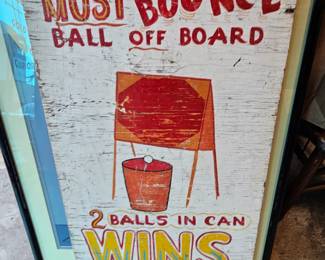 MUST BOUNCE
BALL OFF BOARD
2 BALLS IN CAN
WINS